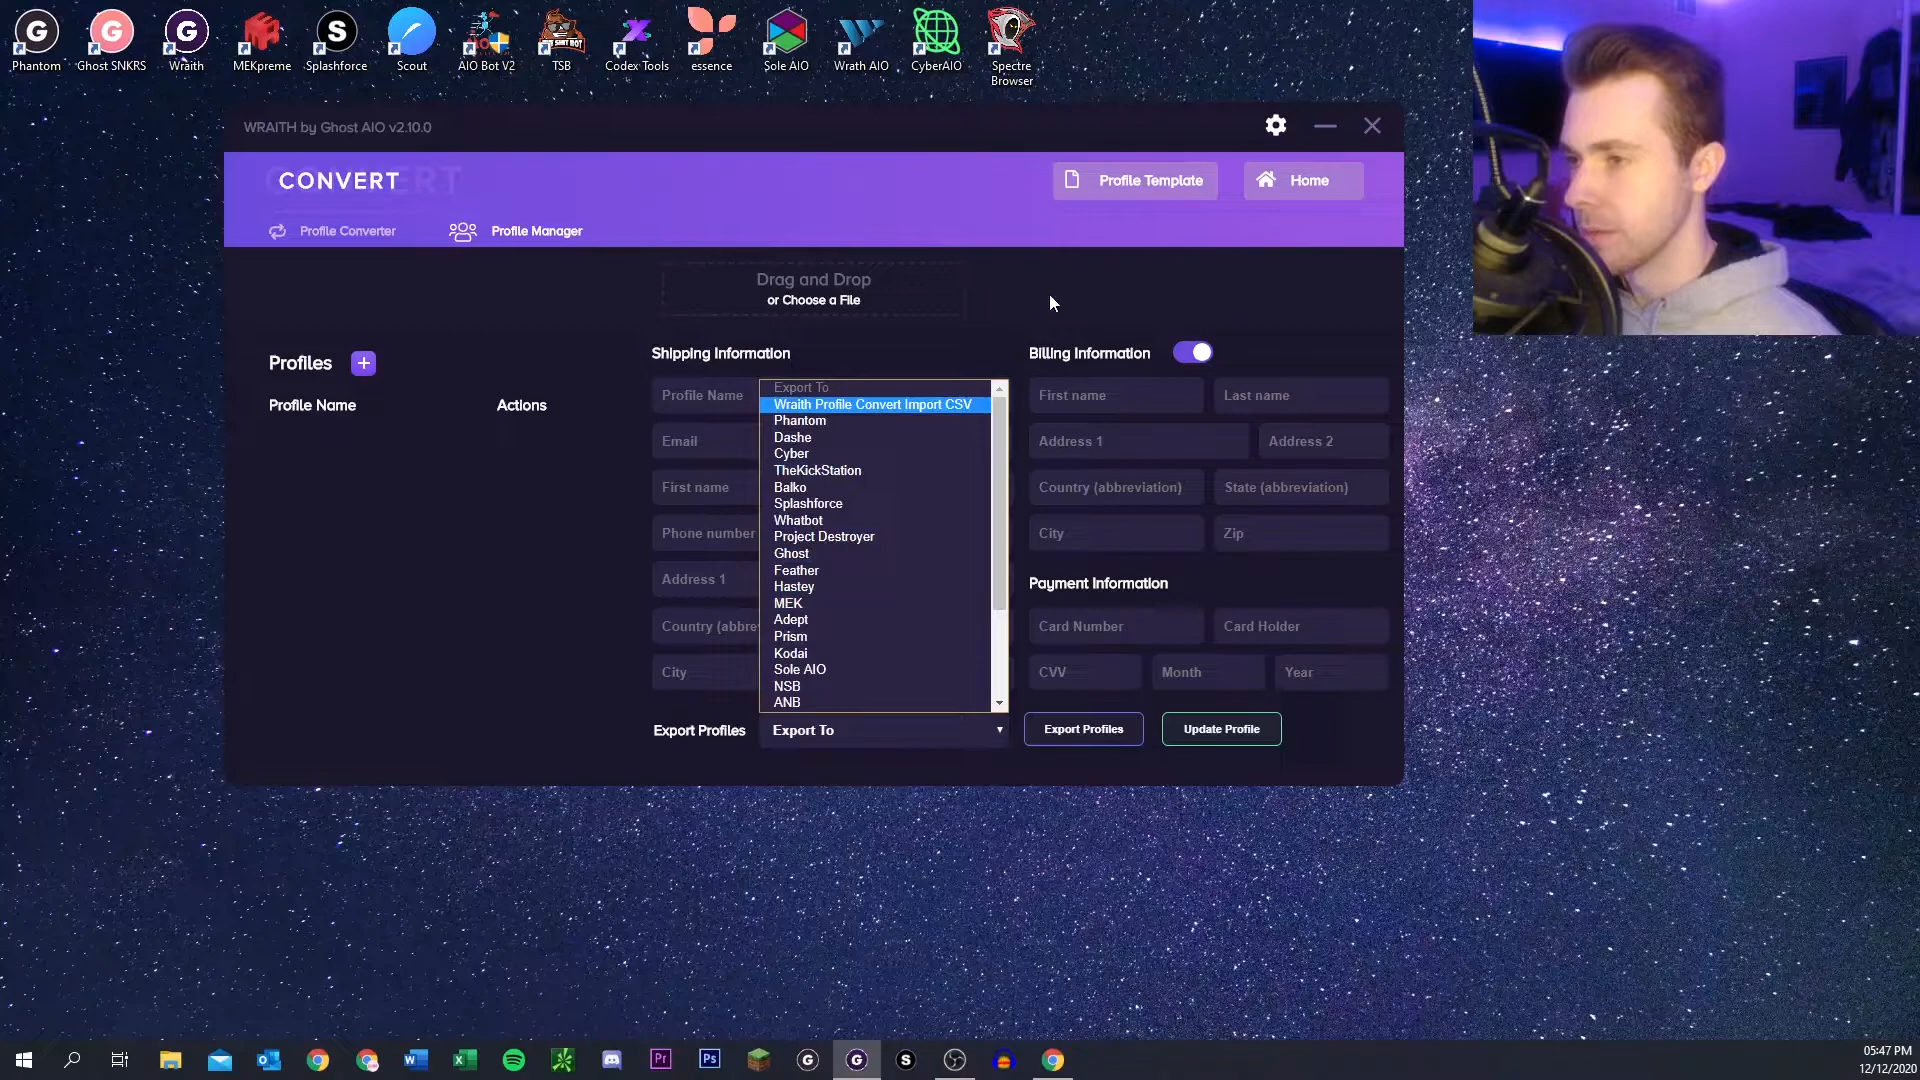 Phantom
Ghost SNKRS
Wraith
MEKpreme
Splashforce
Scout
AIO Bot V2
TSB
Codex Tools
essence
Sole AIO
Wrath AIO
CyberAIO
Spectre
Browser
WRAITH by Ghost AIO v2.10.0
CONVERT
Profile Template
Home
Profile Converter
Profile Manager
Drag and Drop
or Choose a File
Profiles +
Profile Name
Actions
Shipping Information
Profile Name
Email
First name
Phone number
Address 1
Country (abbre
City
Export To
Wraith Profile Convert Import CSV
Phantom
Dashe
Cyber
TheKickStation
Balko
Splashforce
Whatbot
Project Destroyer
Ghost
Feather
Hastey
MEK
Adept
Prism
Kodai
Sole AIO
NSB
ANB
Export Profiles
Export To
Export Profiles
Update Profile
Billing Information
First name
Last name
Address 1
Address 2
Country (abbreviation)
State (abbreviation)
City
Zip
Payment Information
Card Number
Card Holder
CVV
Month
Year
05:47 PM
12/12/2020